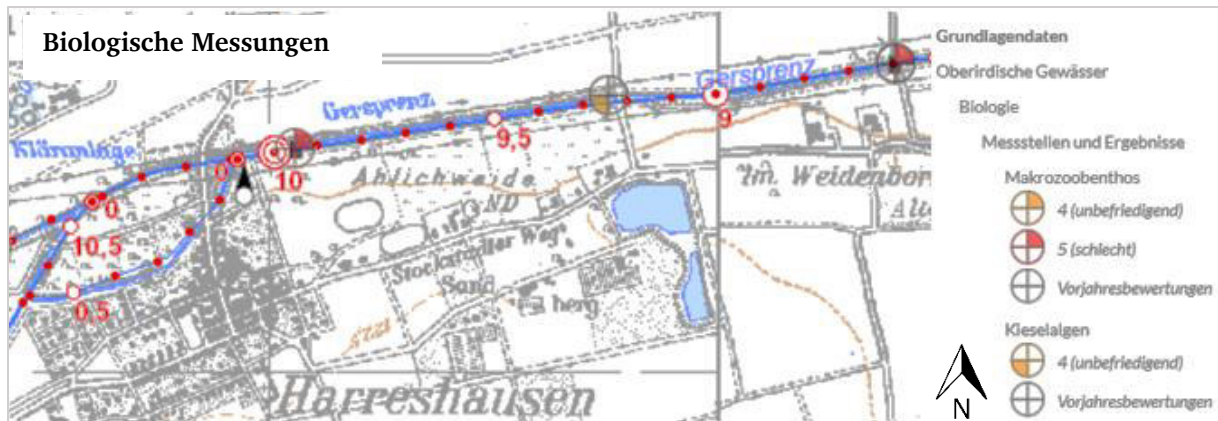 Biologische Messungen
Gersprenz
Gersprenz
9
9,5
Kläranlage
0
10
0
10,5
0,5
Ahlichweide
Im Weidenbor
Alte
ND
Stockstädter Weg
Sand
berg
Harreshausen
Grundlagendaten
Oberirdische Gewässer
Biologie
Messstellen und Ergebnisse
Makrozoobenthos
4 (unbefriedigend)
5 (schlecht)
Vorjahresbewertungen
Kieselalgen
4 (unbefriedigend)
Vorjahresbewertungen
N